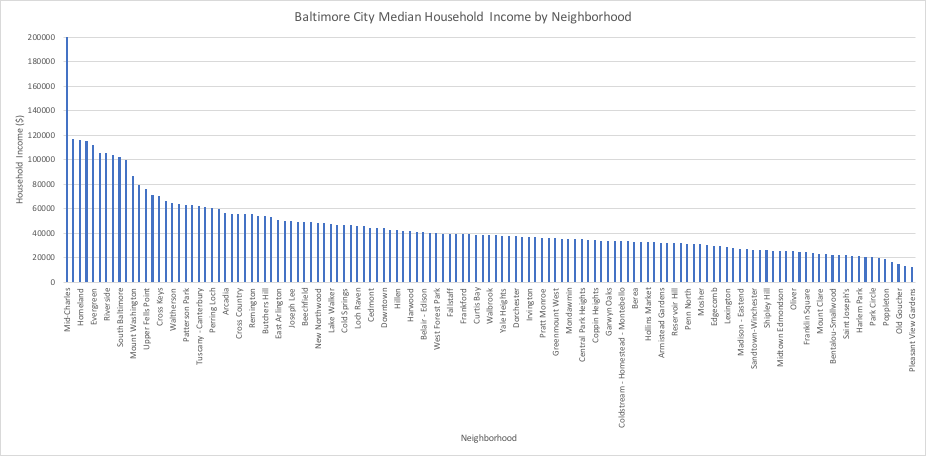 Baltimore City Median Household Income by Neighborhood
Household Income ($)
200000
180000
160000
140000
120000
100000
80000
60000
40000
20000
0
Mid-Charles
Homeland
Evergreen
Riverside
South Baltimore
Mount Washington
Upper Fells Point
Cross Keys
Waltherson
Patterson Park
Tuscany - Canterbury
Perring Loch
Arcadia
Cross Country
Remington
Butchers Hill
East Arlington
Joseph Lee
Beechfield
New Northwood
Lake Walker
Cold Springs
Loch Raven
Cedmont
Downtown
Hillen
Harwood
Belair - Edison
West Forest Park
Fallstaff
Frankford
Curtis Bay
Walbrook
Yale Heights
Dorchester
Irvington
Pratt Monroe
Greenmount West
Mondawmin
Central Park Heights
Coppin Heights
Garwyn Oaks
Coldstream - Homestead - Montebello
Berea
Hollins Market
Armistead Gardens
Reservoir Hill
Penn North
Mosher
Edgecomb
Lexington
Madison - Eastend
Sandtown-Winchester
Shipley Hill
Midtown Edmondson
Oliver
Franklin Square
Mount Clare
Bentalou-Smallwood
Saint Joseph's
Harlem Park
Park Circle
Poppleton
Old Goucher
Pleasant View Gardens
Neighborhood